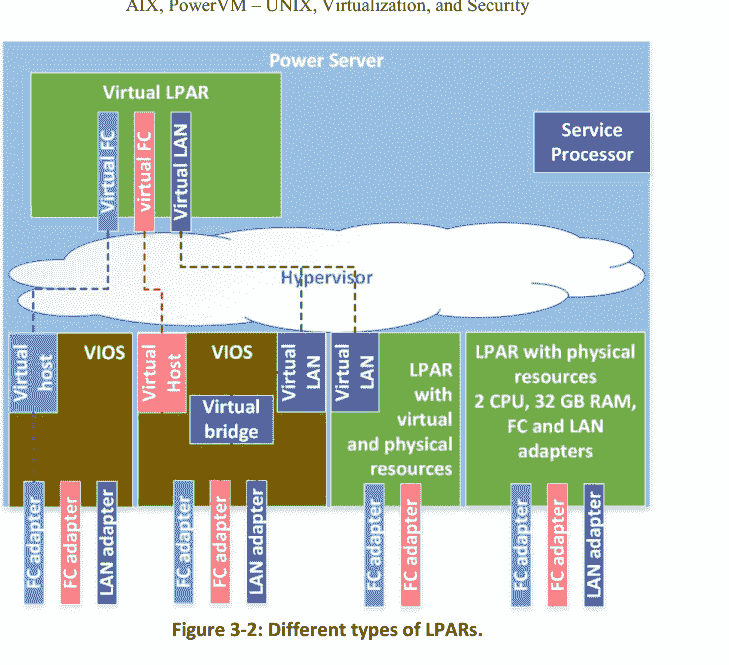 AIX, PowerVM – UNIX, Virtualization, and Security
Power Server
Virtual LPAR
Virtual FC
virtual FC
Virtual LAN
Service
Processor
Hypervisor
Virtual
host
VIOS
Virtual
Host
VIOS
Virtual
bridge
Virtual
LAN
Virtual
LAN
LPAR
with
virtual
and physical
resources
LPAR with physical
resources
2 CPU, 32 GB RAM,
FC and LAN
adapters
FC adapter
FC adapter
LAN adapter
FC adapter
FC adapter
LAN adapter
FC adapter
FC adapter
FC adapter
FC adapter
LAN adapter
Figure 3-2: Different types of LPARs.